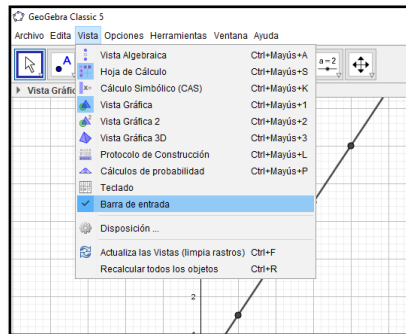 GeoGebra Classic 5
Archivo Edita Vista Opciones Herramientas Ventana Ayuda
A
a=2
Vista Gráfic
Vista Algebraica Ctrl+Mayús+A
Hoja de Cálculo Ctrl+Mayús+S
x= Cálculo Simbólico (CAS) Ctrl+Mayús+K
Vista Gráfica Ctrl+Mayús+1
Vista Gráfica 2 Ctrl+Mayús+2
Vista Gráfica 3D Ctrl+Mayús+3
Protocolo de Construcción Ctrl+Mayús+L
Cálculos de probabilidad Ctrl+Mayús+P
Teclado
Barra de entrada
Disposición ...
Actualiza las Vistas (limpia rastros) Ctrl+F
Recalcular todos los objetos Ctrl+R
2